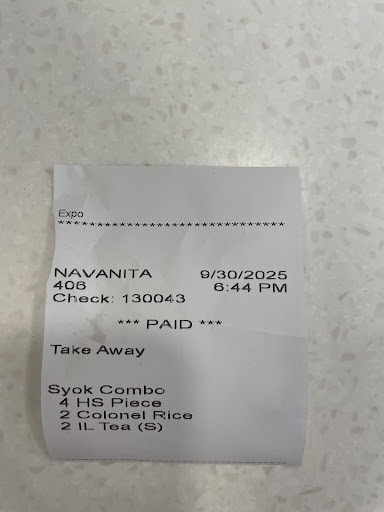 Expo
******************************
NAVANITA 9/30/2025
406 6:44 PM
Check: 130043
*** PAID ***
Take Away
Syok Combo
4 HS Piece
2 Colonel Rice
2 IL Tea (S)